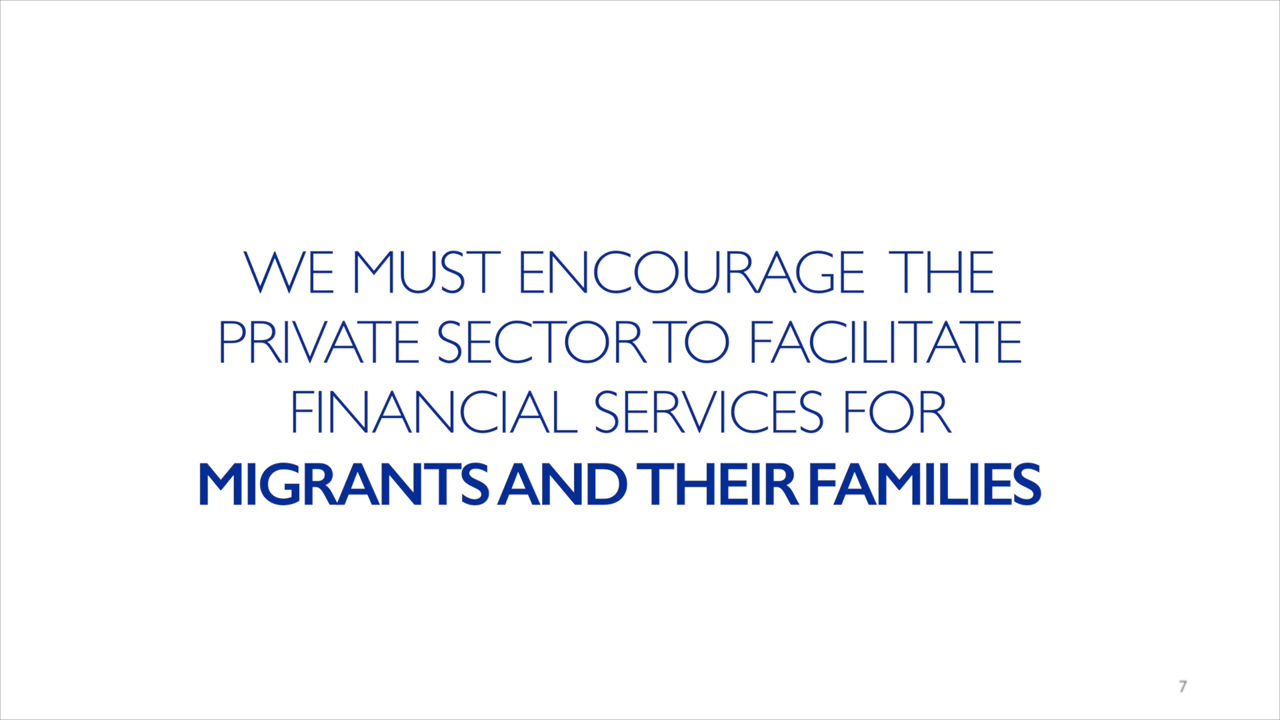 WE MUST ENCOURAGE THE
PRIVATE SECTOR TO FACILITATE
FINANCIAL SERVICES FOR
MIGRANTS AND THEIR FAMILIES
7